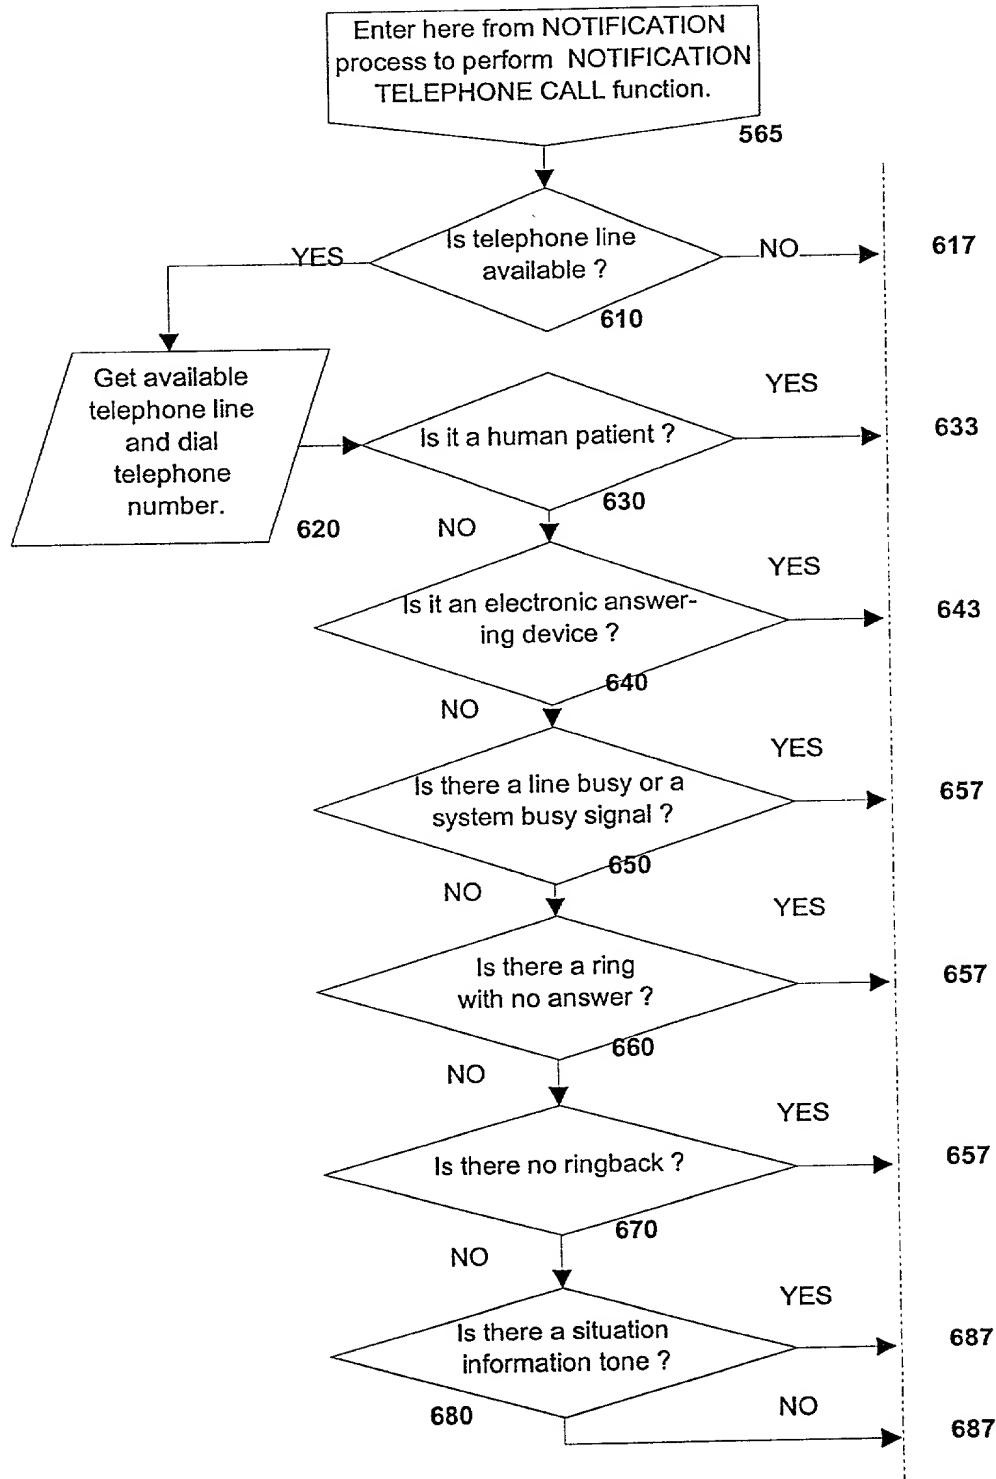 Enter here from NOTIFICATION
process to perform NOTIFICATION
TELEPHONE CALL function.
565
Is telephone line
available ?
YES
NO
617
610
Get available
telephone line
and dial
telephone
number.
620
Is it a human patient ?
YES
633
630
NO
Is it an electronic answer-
ing device ?
YES
643
640
NO
Is there a line busy or a
system busy signal ?
YES
657
650
NO
Is there a ring
with no answer ?
YES
657
660
NO
Is there no ringback ?
YES
657
670
NO
Is there a situation
information tone ?
YES
687
680
NO
687